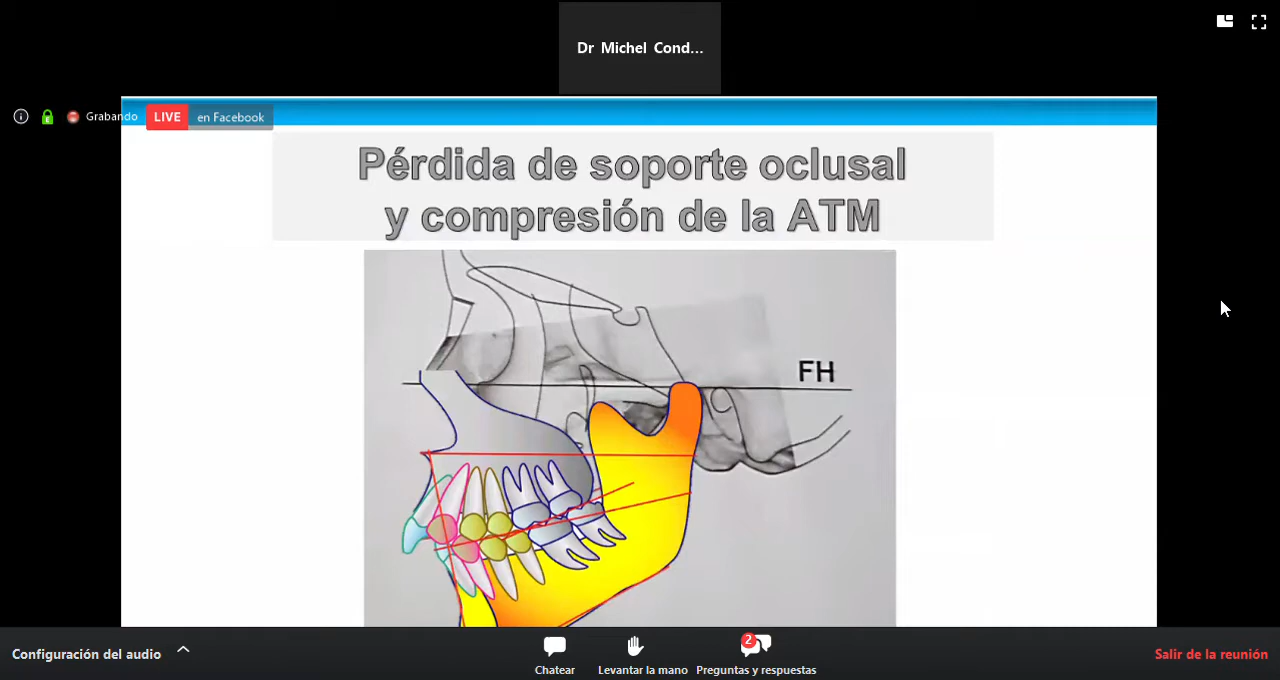 Dr Michel Cond...
Grabando
LIVE en Facebook
Pérdida de soporte oclusal
y compresión de la ATM
FH
Configuración del audio
2
Chatear
Levantar la mano
Preguntas y respuestas
Salir de la reunión